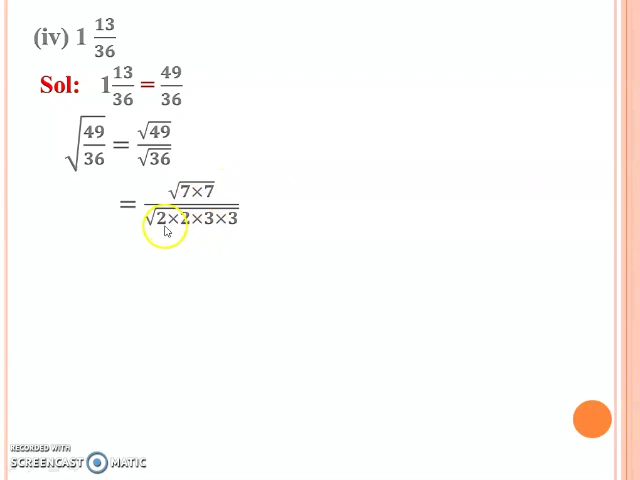 (iv) 1 13/36
Sol: 1 13/36 = 49/36
√(49/36) = √49/√36
= √(7×7)/√(2×2×3×3)
RECORDED WITH
SCREENCAST MATIC